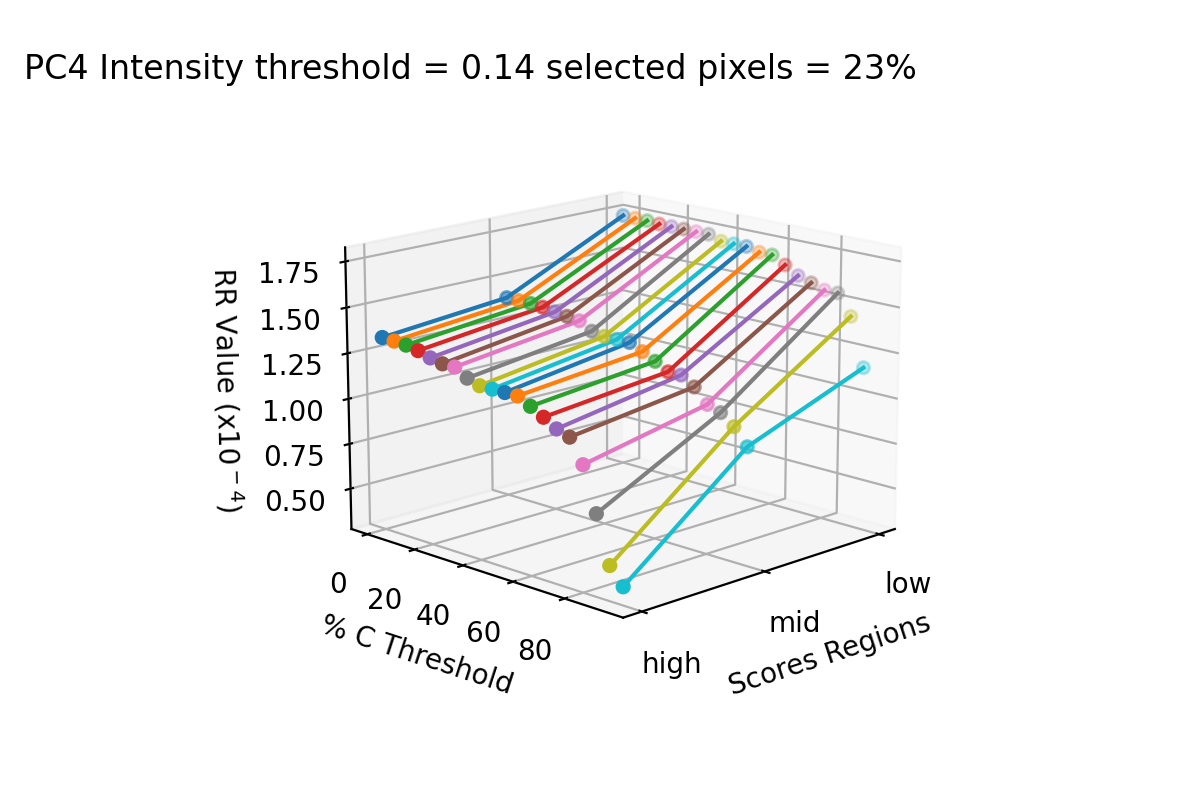 PC4 Intensity threshold = 0.14 selected pixels = 23%
RR Value (x10⁻⁴)
1.75
1.50
1.25
1.00
0.75
0.50
0
20
40
60
80
% C Threshold
high
mid
low
Scores Regions